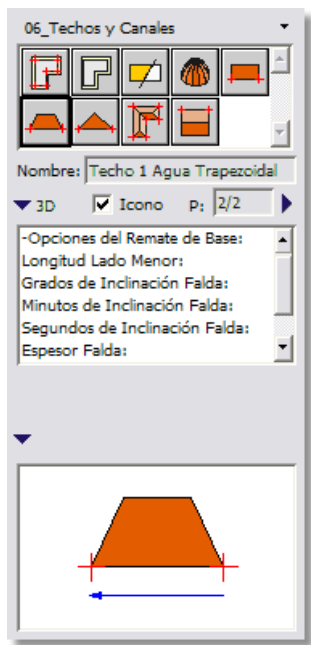 06_Techos y Canales
Nombre: Techo 1 Agua Trapezoidal
3D Icono P: 2/2
-Opciones del Remate de Base:
Longitud Lado Menor:
Grados de Inclinación Falda:
Minutos de Inclinación Falda:
Segundos de Inclinación Falda:
Espesor Falda: